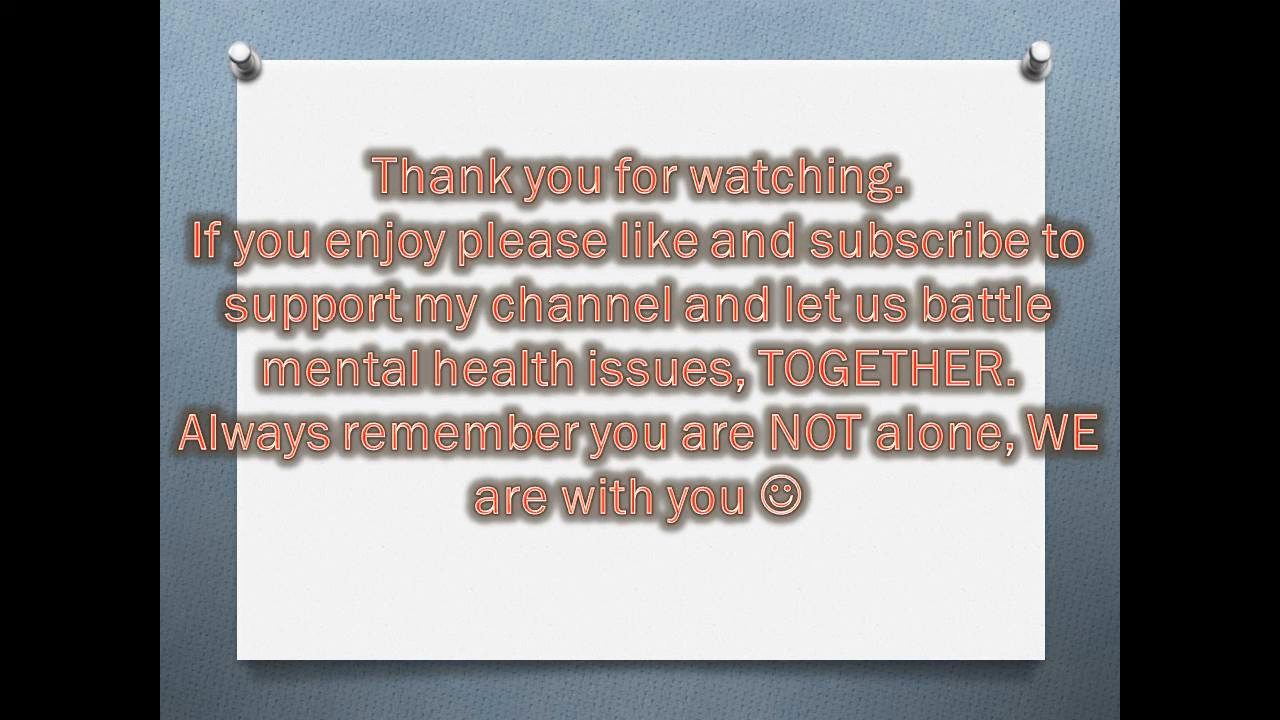 Thank you for watching.
If you enjoy please like and subscribe to
support my channel and let us battle
mental health issues, TOGETHER.
Always remember you are NOT alone, WE
are with you ☺